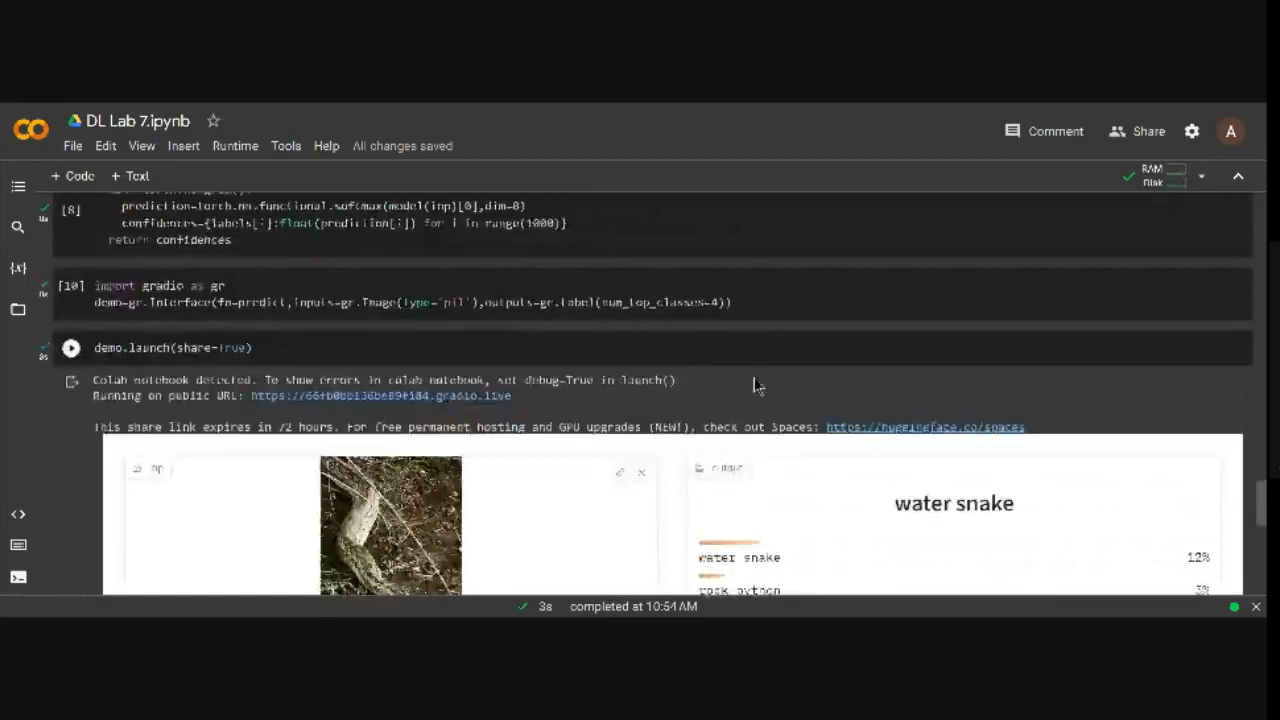 DL Lab 7.ipynb
Comment
Share
A
File Edit View Insert Runtime Tools Help All changes saved
+ Code + Text
RAM
Disk
[8]
prediction=torch.nn.functional.softmax(model(inp)[0],dim=0)
confidences={labels[i]:float(prediction[i]) for i in range(1000)}
return confidences
[10] import gradio as gr
demo=gr.Interface(fn=predict,inputs=gr.Image(type="pil"),outputs=gr.Label(num_top_classes=4))
demo.launch(share=True)
Colab notebook detected. To show errors in colab notebook, set debug=True in launch()
Running on public URL:
This share link expires in 72 hours. For free permanent hosting and GPU upgrades (NEW!), check out Spaces: https://huggingface.co/spaces
inp
output
water snake
water snake 12%
rock python
3s completed at 10:54 AM